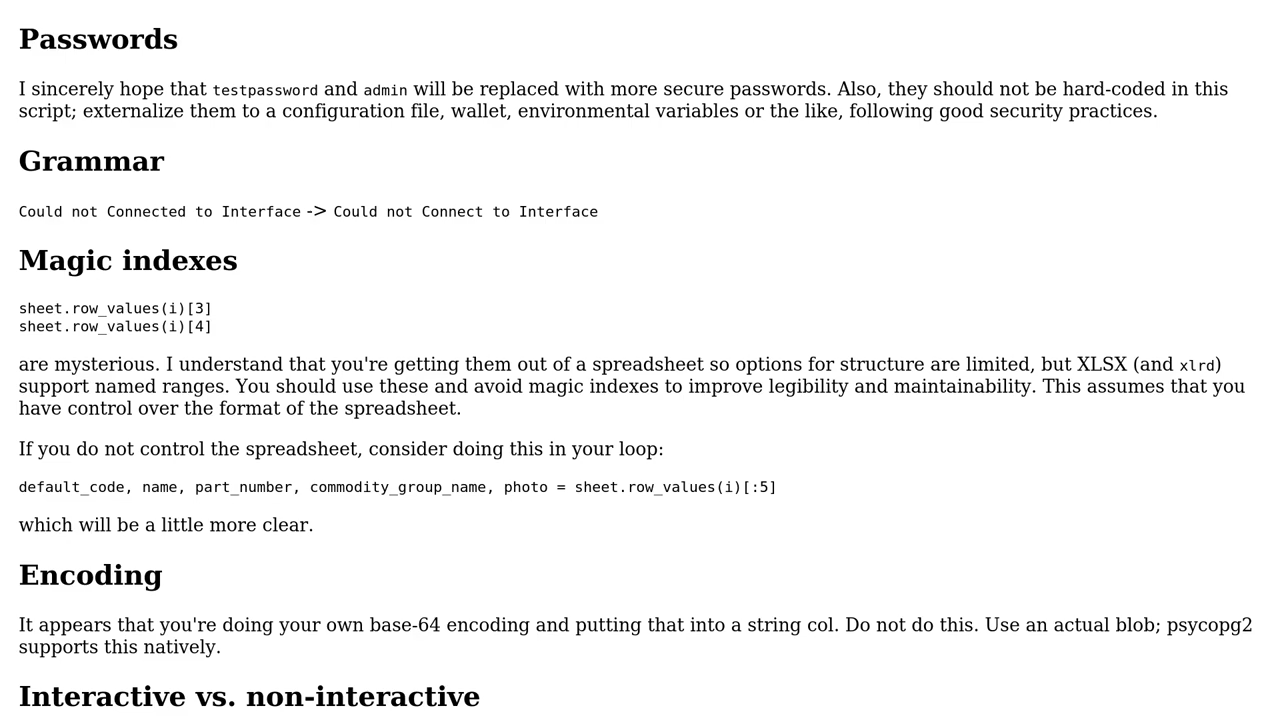 Passwords
I sincerely hope that testpassword and admin will be replaced with more secure passwords. Also, they should not be hard-coded in this
script; externalize them to a configuration file, wallet, environmental variables or the like, following good security practices.
Grammar
Could not Connected to Interface -> Could not Connect to Interface
Magic indexes
sheet.row_values(i)[3]
sheet.row_values(i)[4]
are mysterious. I understand that you're getting them out of a spreadsheet so options for structure are limited, but XLSX (and xlrd)
support named ranges. You should use these and avoid magic indexes to improve legibility and maintainability. This assumes that you
have control over the format of the spreadsheet.
If you do not control the spreadsheet, consider doing this in your loop:
default_code, name, part_number, commodity_group_name, photo = sheet.row_values(i)[:5]
which will be a little more clear.
Encoding
It appears that you're doing your own base-64 encoding and putting that into a string col. Do not do this. Use an actual blob; psycopg2
supports this natively.
Interactive vs. non-interactive